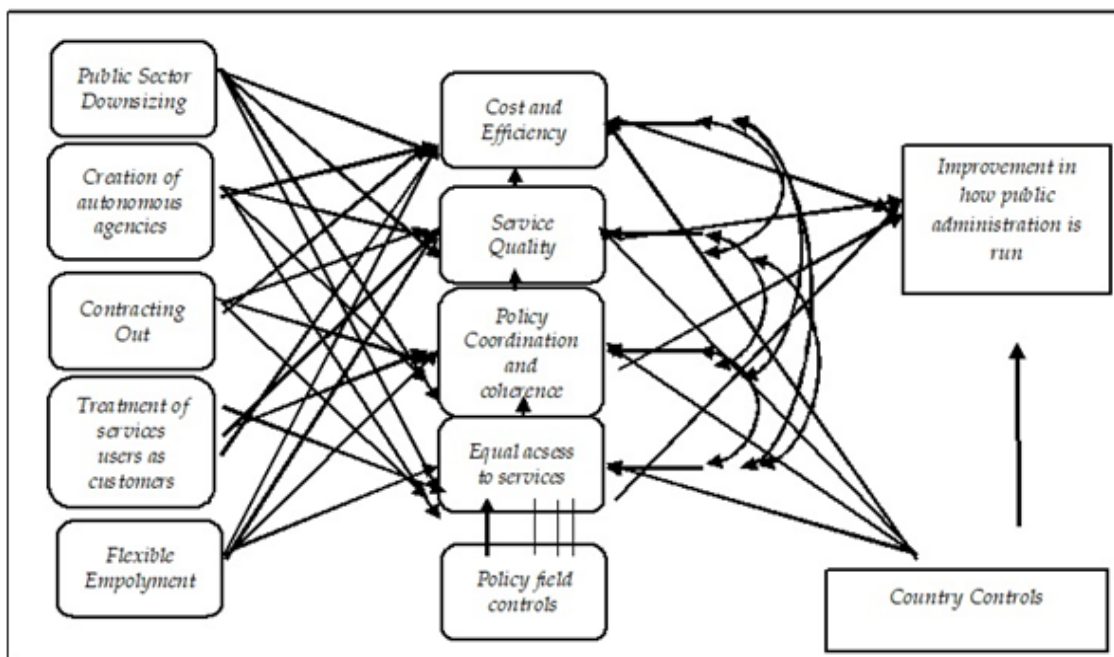 Public Sector
Downsizing
Creation of
autonomous
agencies
Contracting
Out
Treatment of
services
users as
customers
Flexible
Empolyment
Cost and
Efficiency
Service
Quality
Policy
Coordination
and
coherence
Equal asess
to services
Policy field
controls
Improvement in
how public
administration is
run
Country Controls